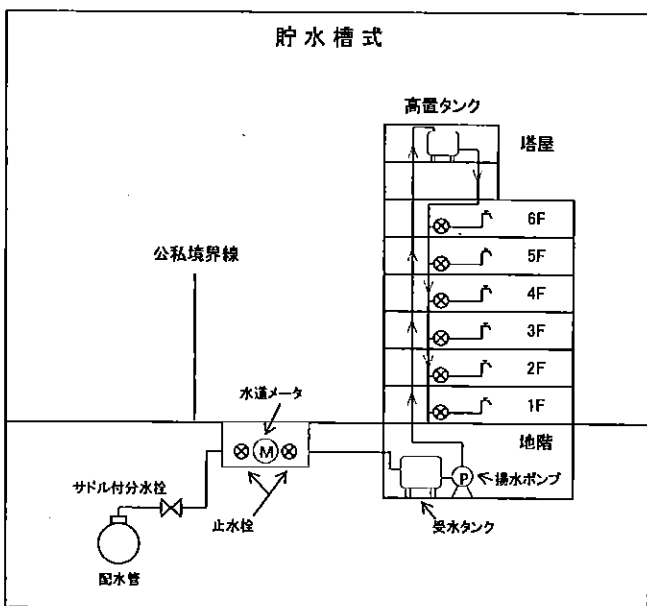 貯水槽式
高置タンク
塔屋
6F
5F
公私境界線
4F
3F
2F
水道メータ
1F
地階
M
サドル付分水栓
P
揚水ポンプ
止水栓
受水タンク
配水管